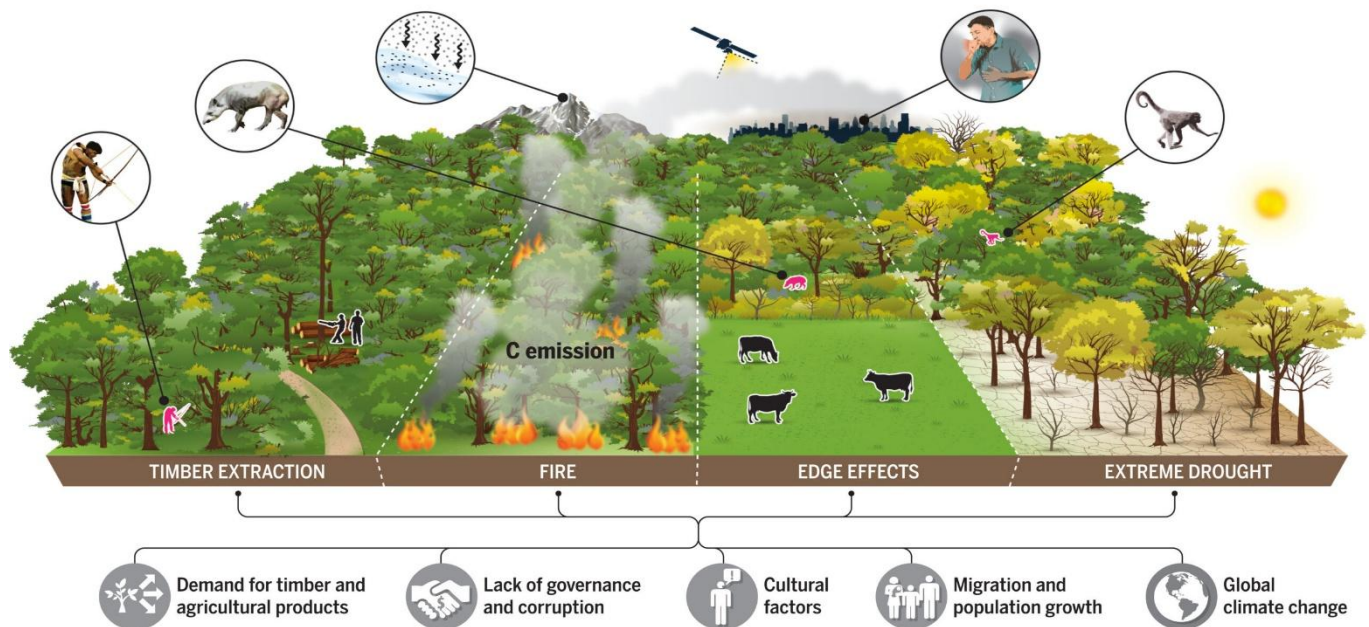 C emission
TIMBER EXTRACTION
FIRE
EDGE EFFECTS
EXTREME DROUGHT
Demand for timber and
agricultural products
Lack of governance
and corruption
!
Cultural
factors
Migration and
population growth
Global
climate change